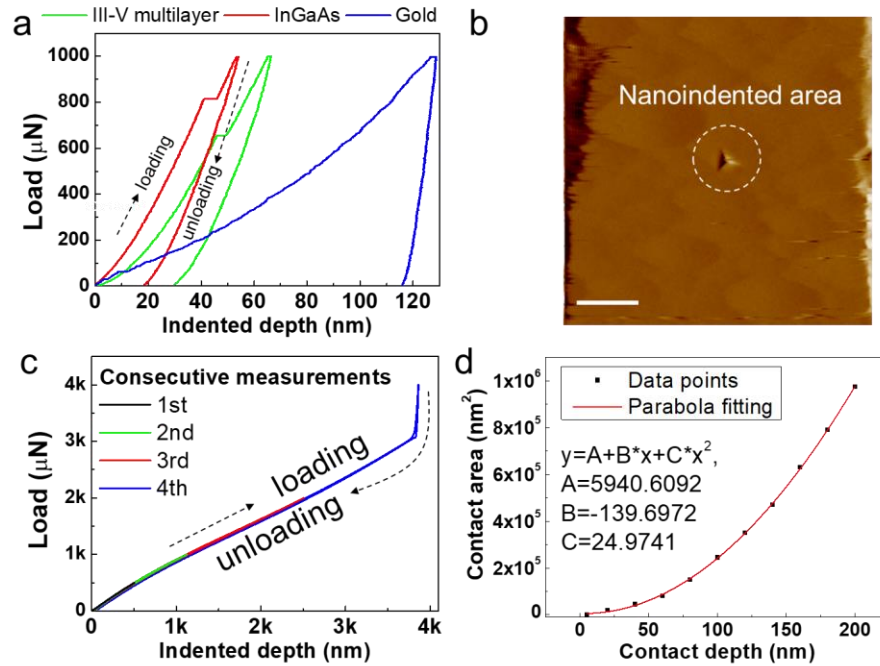 a
III-V multilayer InGaAs Gold
1000
800
600
400
200
0
loading
unloading
Load (μN)
0 20 40 60 80 100 120
Indented depth (nm)
b
Nanoindented area
c
Consecutive measurements
1st
2nd
3rd
4th
4k
3k
2k
1k
0
loading
unloading
Load (μN)
0 1k 2k 3k 4k
Indented depth (nm)
d
Data points
Parabola fitting
y=A+B*x+C*x²,
A=5940.6092
B=-139.6972
C=24.9741
1x10⁶
8x10⁵
6x10⁵
4x10⁵
2x10⁵
0
Contact area (nm²)
0 50 100 150 200
Contact depth (nm)